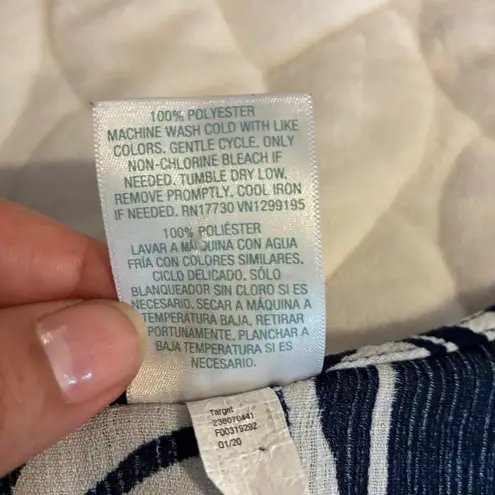 100% POLYESTER
MACHINE WASH COLD WITH LIKE
COLORS. GENTLE CYCLE. ONLY
NON-CHLORINE BLEACH IF
NEEDED. TUMBLE DRY LOW,
REMOVE PROMPTLY. COOL IRON
IF NEEDED. RN17730 VN1299195
100% POLIÉSTER
LAVAR A MÁQUINA CON AGUA
FRÍA CON COLORES SIMILARES.
CICLO DELICADO. SÓLO
BLANQUEADOR SIN CLORO SI ES
NECESARIO. SECAR A MÁQUINA A
TEMPERATURA BAJA. RETIRAR
PORTUNAMENTE. PLANCHAR A
BAJA TEMPERATURA SI ES
NECESARIO.
Target
238070441
F00319292
01/20